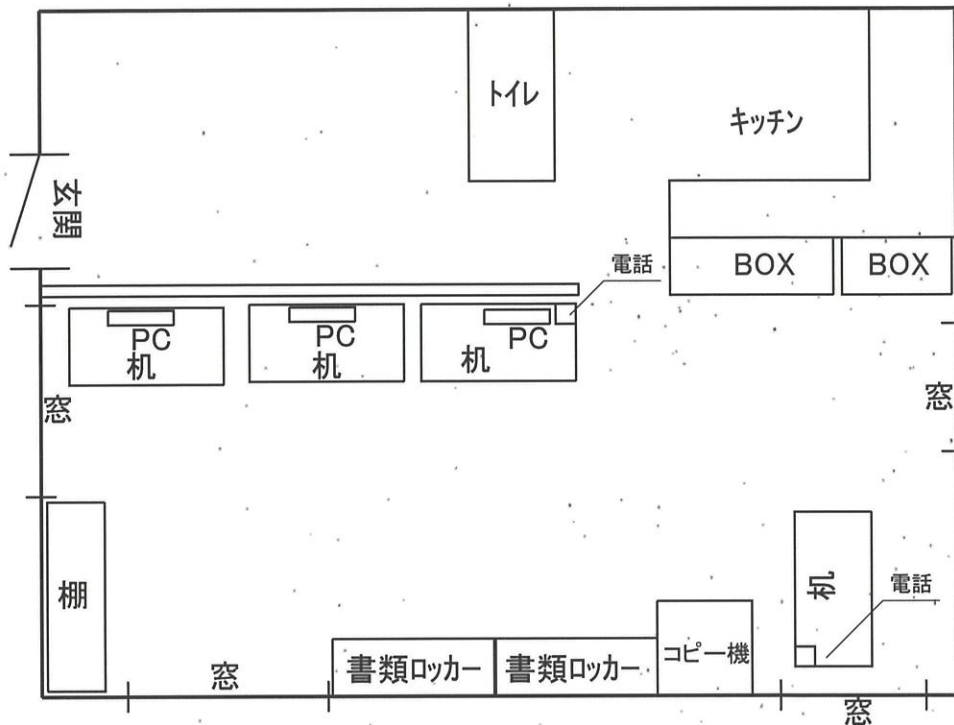 トイレ
キッチン
玄関
電話
BOX
BOX
PC
机
PC
机
PC
机
窓
窓
棚
机
電話
書類ロッカー
書類ロッカー
コピー機
窓
窓